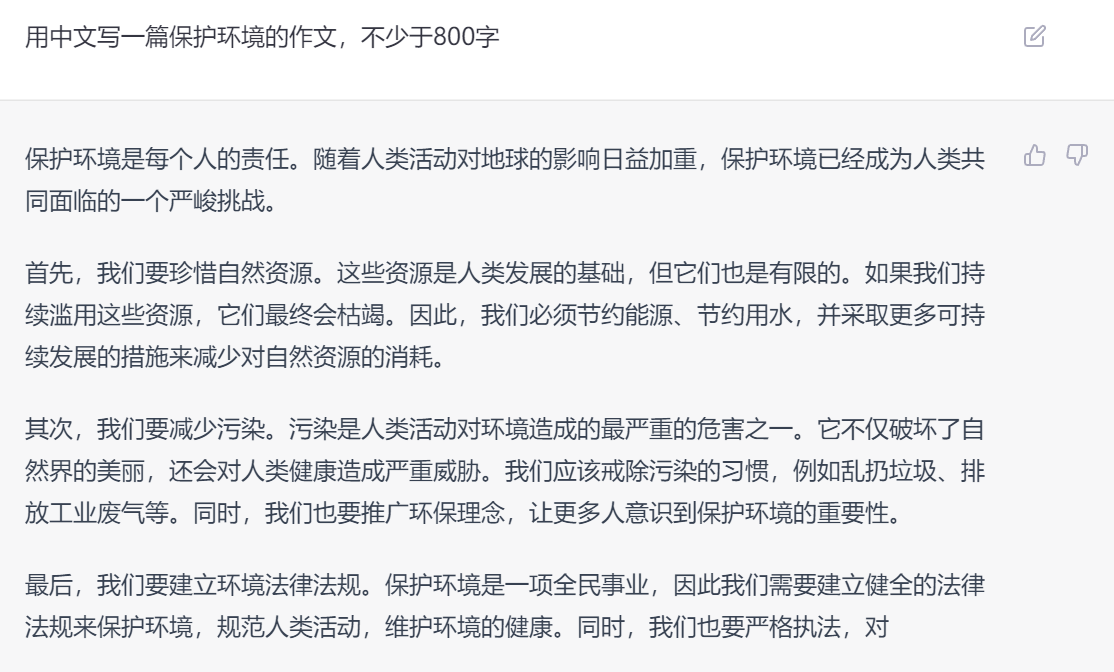 用中文写一篇保护环境的作文，不少于800字
保护环境是每个人的责任。随着人类活动对地球的影响日益加重，保护环境已经成为人类共
同面临的一个严峻挑战。
首先，我们要珍惜自然资源。这些资源是人类发展的基础，但它们也是有限的。如果我们持
续滥用这些资源，它们最终会枯竭。因此，我们必须节约能源、节约用水，并采取更多可持
续发展的措施来减少对自然资源的消耗。
其次，我们要减少污染。污染是人类活动对环境造成的最严重的危害之一。它不仅破坏了自
然界的美丽，还会对人类健康造成严重威胁。我们应该戒除污染的习惯，例如乱扔垃圾、排
放工业废气等。同时，我们也要推广环保理念，让更多人意识到保护环境的重要性。
最后，我们要建立环境法律法规。保护环境是一项全民事业，因此我们需要建立健全的法律
法规来保护环境，规范人类活动，维护环境的健康。同时，我们也要严格执法，对